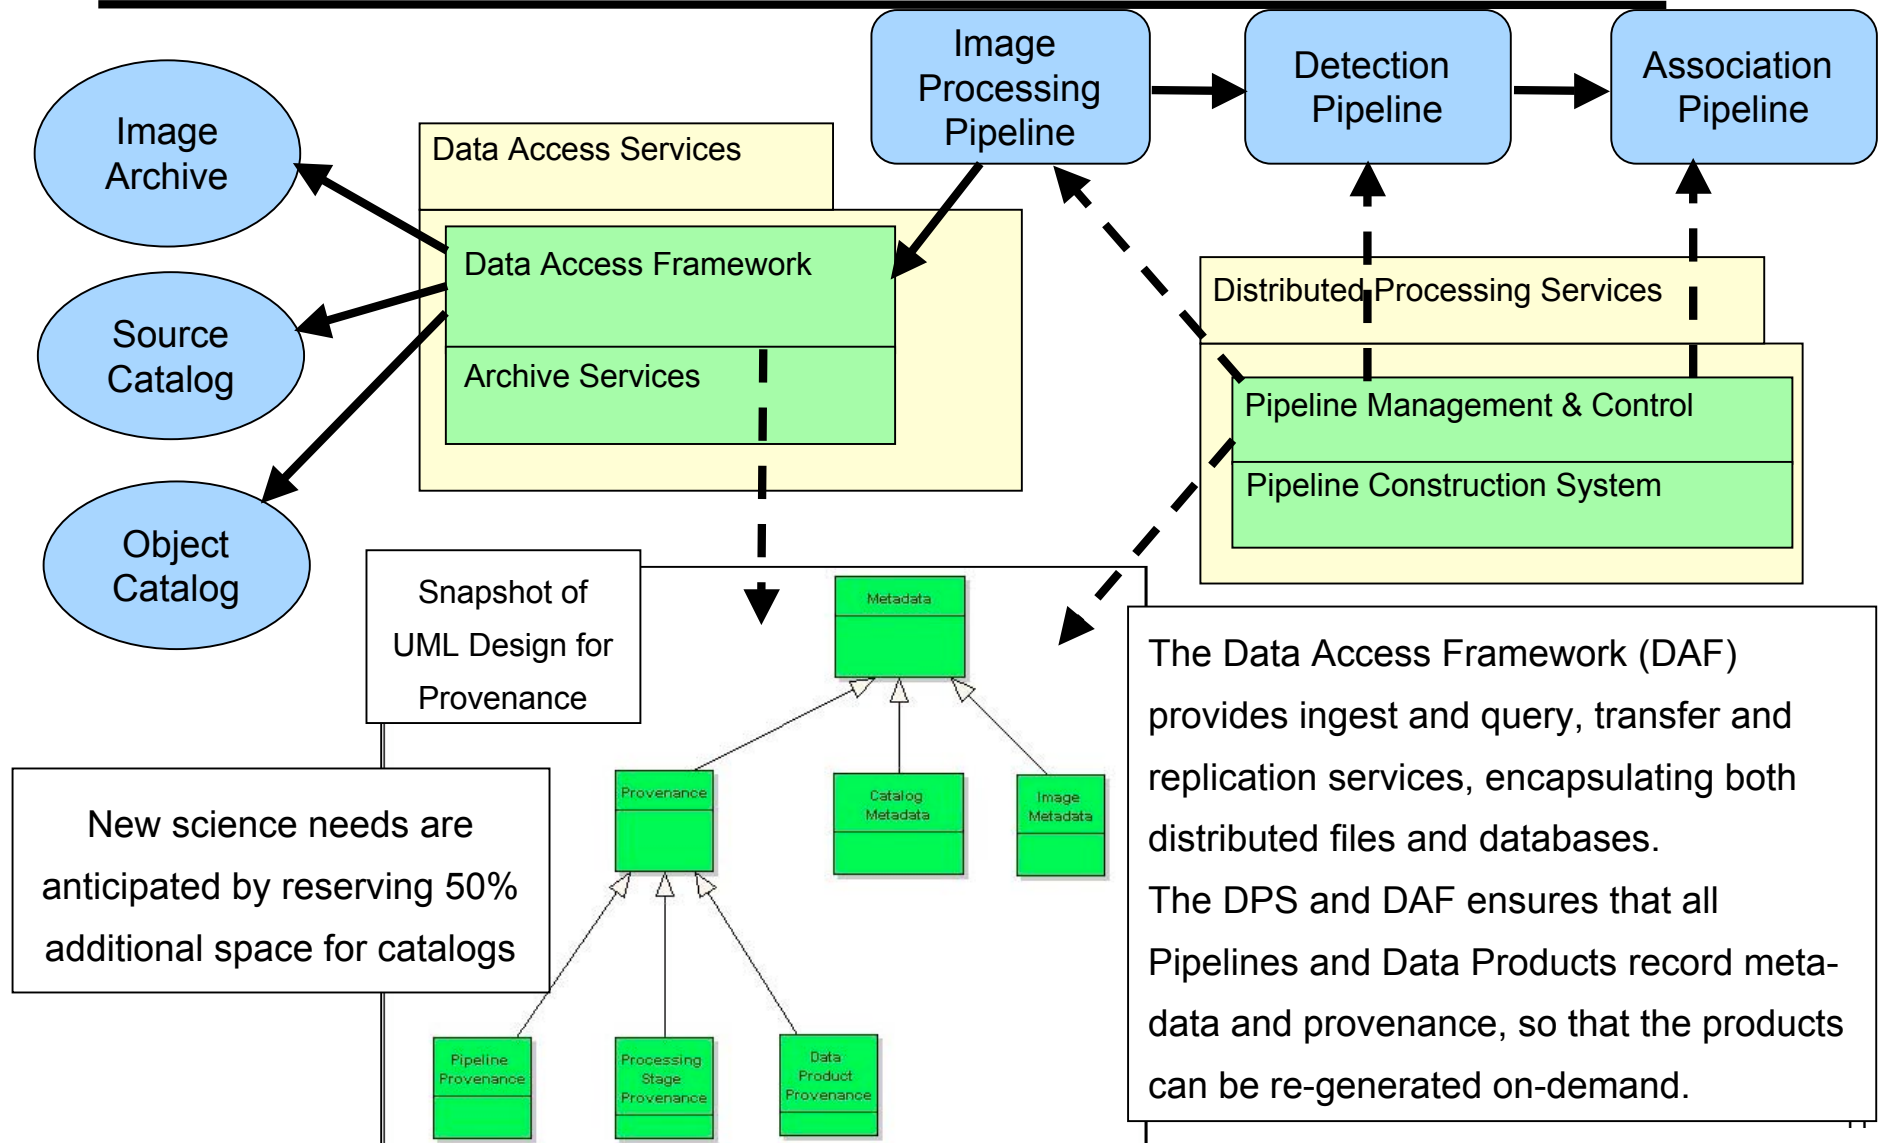 Image
Processing
Pipeline
Detection
Pipeline
Association
Pipeline
Image
Archive
Data Access Services
Data Access Framework
Archive Services
Source
Catalog
Object
Catalog
Distributed Processing Services
Pipeline Management & Control
Pipeline Construction System
Snapshot of
UML Design for
Provenance
Metadata
Provenance
Catalog
Metadata
Image
Metadata
Pipeline
Provenance
Processing
Stage
Provenance
Data
Product
Provenance
New science needs are
anticipated by reserving 50%
additional space for catalogs
The Data Access Framework (DAF)
provides ingest and query, transfer and
replication services, encapsulating both
distributed files and databases.
The DPS and DAF ensures that all
Pipelines and Data Products record meta-
data and provenance, so that the products
can be re-generated on-demand.